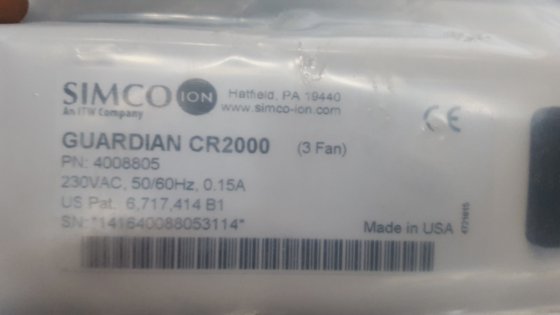 SIMCO ION
An ITW Company
Hatfield, PA 19440
www.simco-ion.com
CE
GUARDIAN CR2000 (3 Fan)
PN: 4008805
230VAC, 50/60Hz, 0.15A
US Pat. 6,717,414 B1
SN: "141640088053114"
Made in USA
4721615